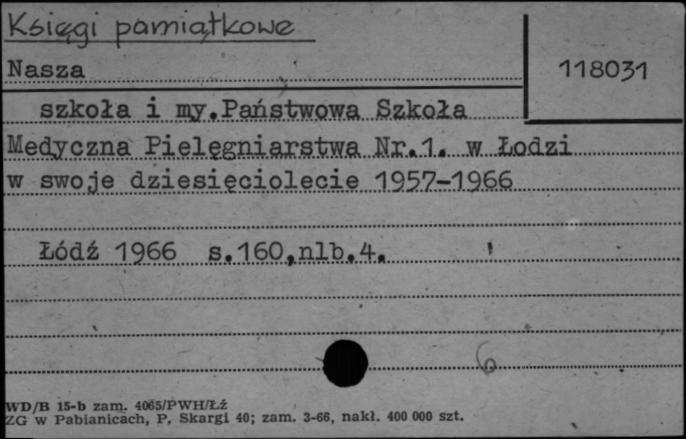 Księgi pamiątkowe
118031
Nasza
szkoła i my.Państwowa Szkoła
Medyczna Pielęgniarstwa Nr.1. w Łodzi
w swoje dziesięciolecie 1957-1966
Łódź 1966 s.160,nlb.4.
6
WD/B 15-b zam. 4065/PWH/Łź
ZG w Pabianicach, P. Skargi 40; zam. 3-66, nakł. 400 000 szt.